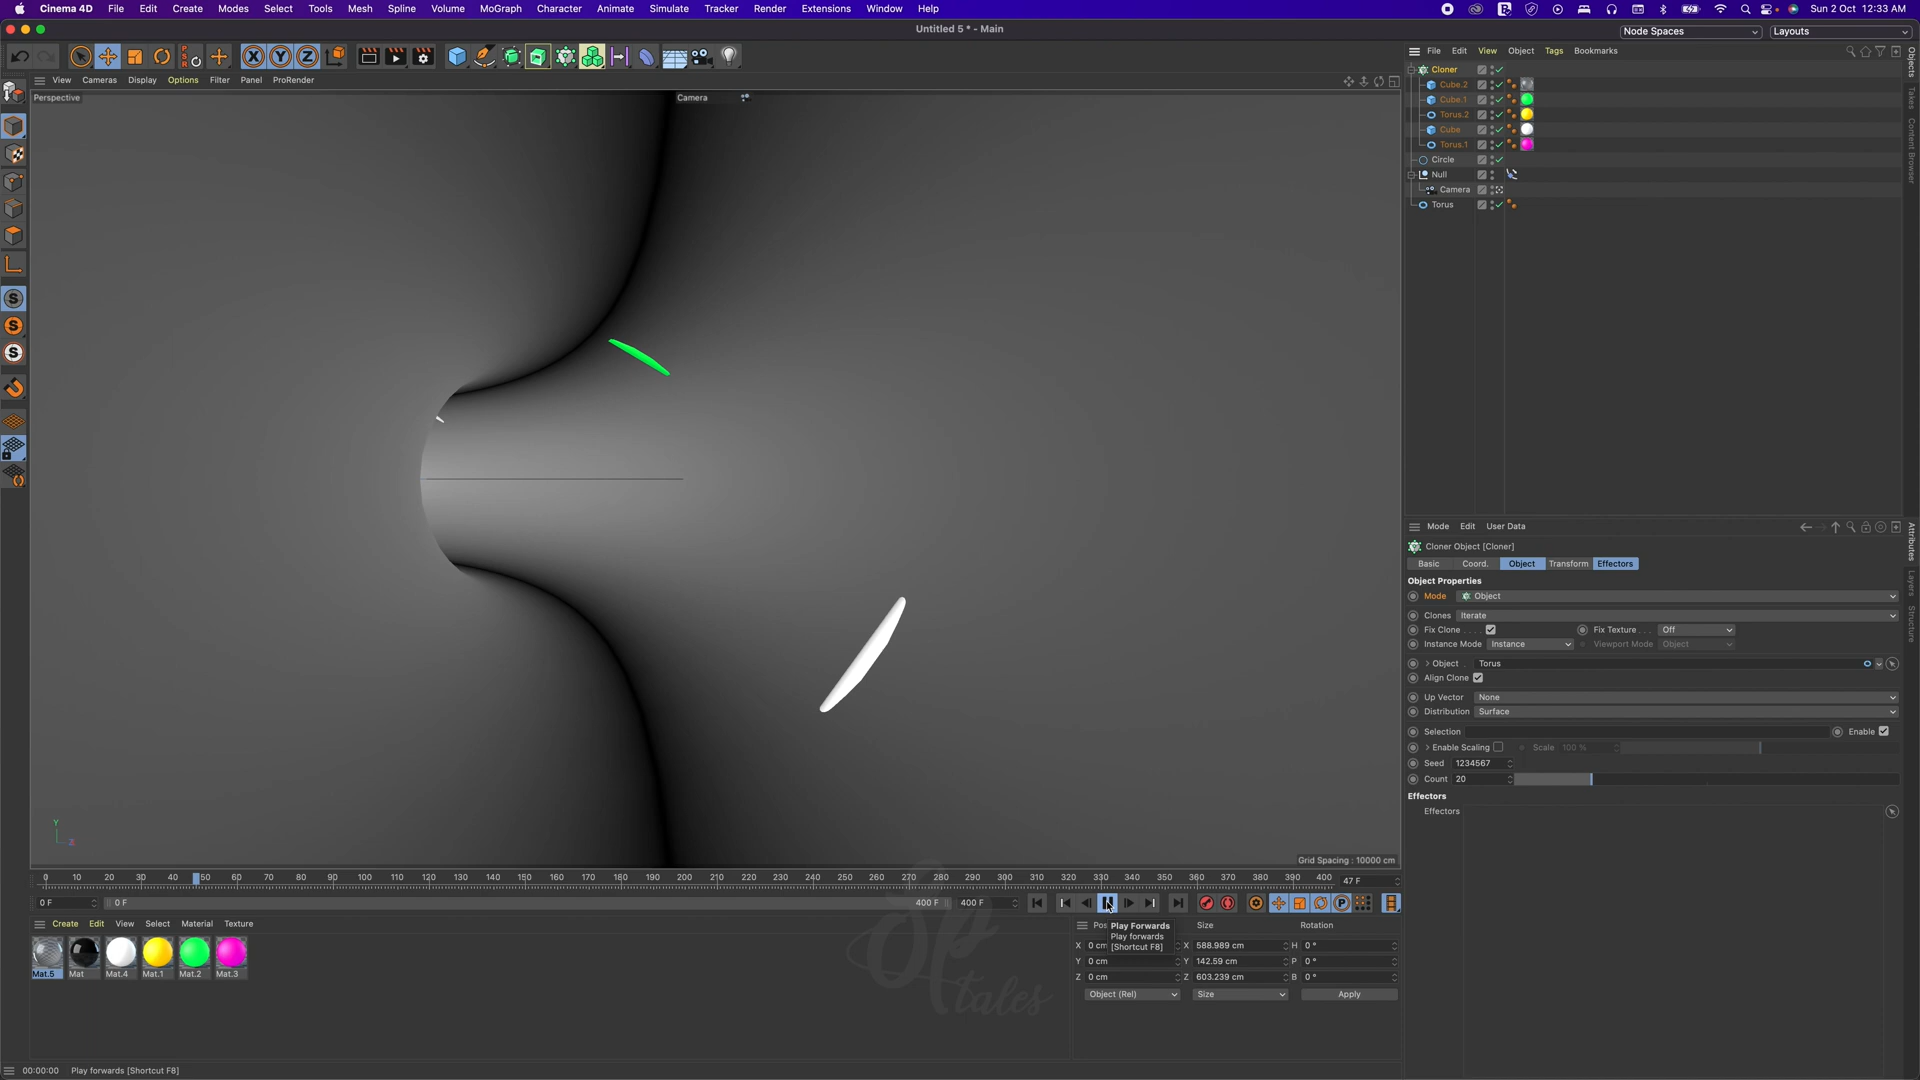 Cinema 4D File Edit Create Modes Select Tools Mesh Spline Volume MoGraph Character Animate Simulate Tracker Render Extensions Window Help
Sun 2 Oct 12:33 AM
Untitled 5 * - Main
Node Spaces
Layouts
File Edit View Object Tags Bookmarks
View Cameras Display Options Filter Panel ProRender
Perspective
Camera
Cloner
Cube.2
Cube.1
Torus.2
Cube
Torus.1
Circle
Null
Camera
Torus
Objects
Takes
Content Browser
Mode Edit User Data
Cloner Object [Cloner]
Basic Coord. Object Transform Effectors
Object Properties
Mode Object
Clones Iterate
Fix Clone . . . . Fix Texture . . . Off
Instance Mode Instance Viewport Mode Object
> Object . Torus
Align Clone
Up Vector None
Distribution Surface
Selection Enable
> Enable Scaling Scale 100 %
Seed 1234567
Count 20
Effectors
Effectors
Attributes
Layers
Structure
Y
Grid Spacing : 10000 cm
0 10 20 30 40 50 60 70 80 90 100 110 120 130 140 150 160 170 180 190 200 210 220 230 240 250 260 270 280 290 300 310 320 330 340 350 360 370 380 390 400
47 F
0 F 0 F 400 F 400 F
Create Edit View Select Material Texture
Mat.5 Mat Mat.4 Mat.1 Mat.2 Mat.3
Size Rotation
X 0 cm X 588.989 cm H 0 °
Y 0 cm Y 142.59 cm P 0 °
Z 0 cm Z 603.239 cm B 0 °
Object (Rel) Size Apply
Play Forwards
Play forwards
[Shortcut F8]
tales
00:00:00 Play forwards [Shortcut F8]